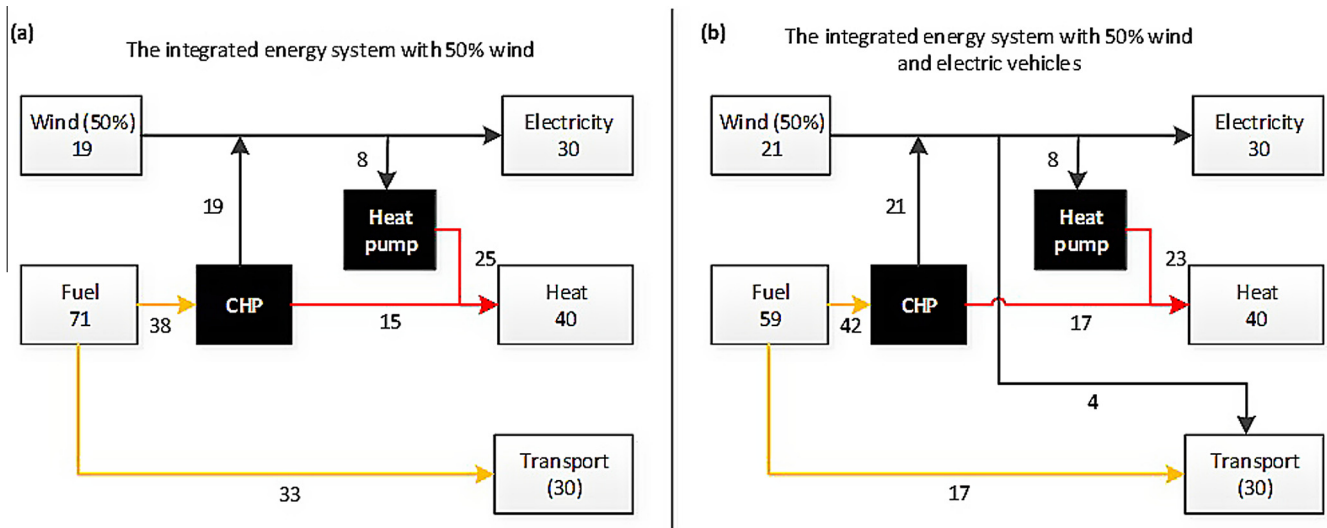 (a)
The integrated energy system with 50% wind
Wind (50%)
19
Electricity
30
8
19
Heat
pump
25
Fuel
71
38
CHP
15
Heat
40
33
Transport
(30)
(b)
The integrated energy system with 50% wind
and electric vehicles
Wind (50%)
21
Electricity
30
8
21
Heat
pump
23
Fuel
59
42
CHP
17
Heat
40
4
17
Transport
(30)